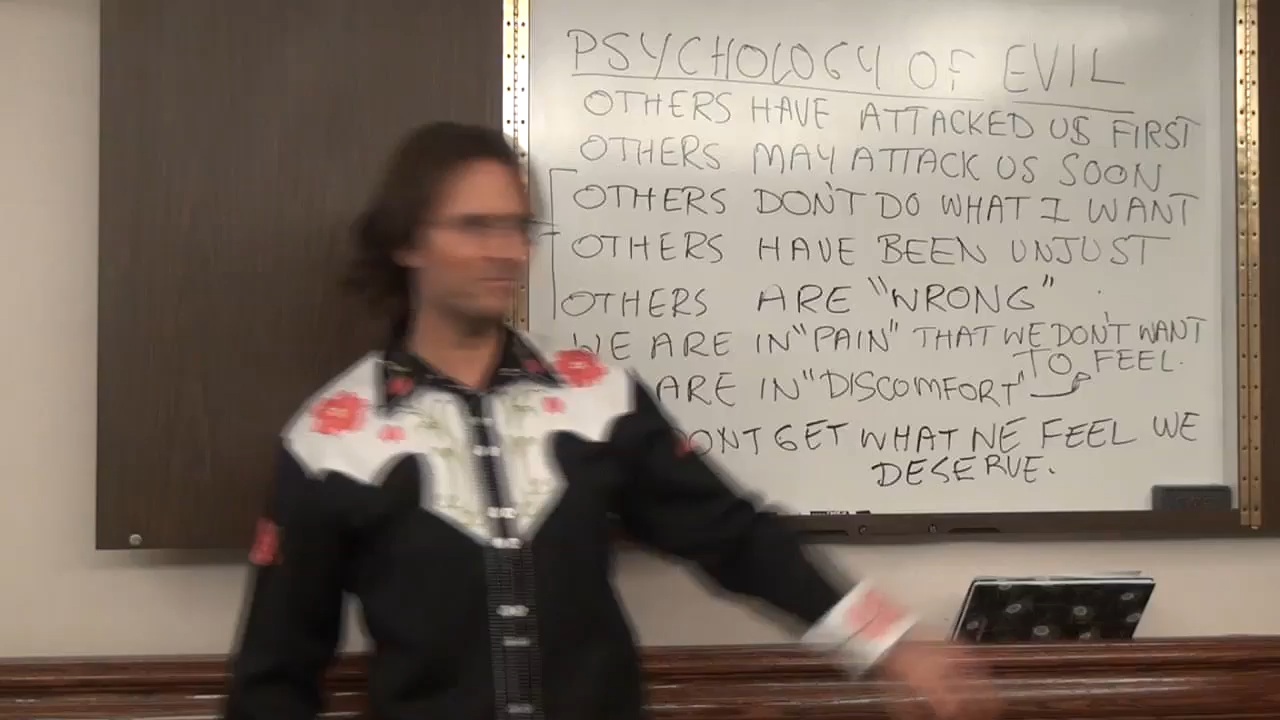 PSYCHOLOGY OF EVIL
OTHERS HAVE ATTACKED US FIRST
OTHERS MAY ATTACK US SOON
OTHERS DON'T DO WHAT I WANT
OTHERS HAVE BEEN UNJUST
OTHERS ARE "WRONG"
WE ARE IN "PAIN" THAT WE DON'T WANT
TO FEEL.
ARE IN "DISCOMFORT"
DONT GET WHAT WE FEEL WE
DESERVE.